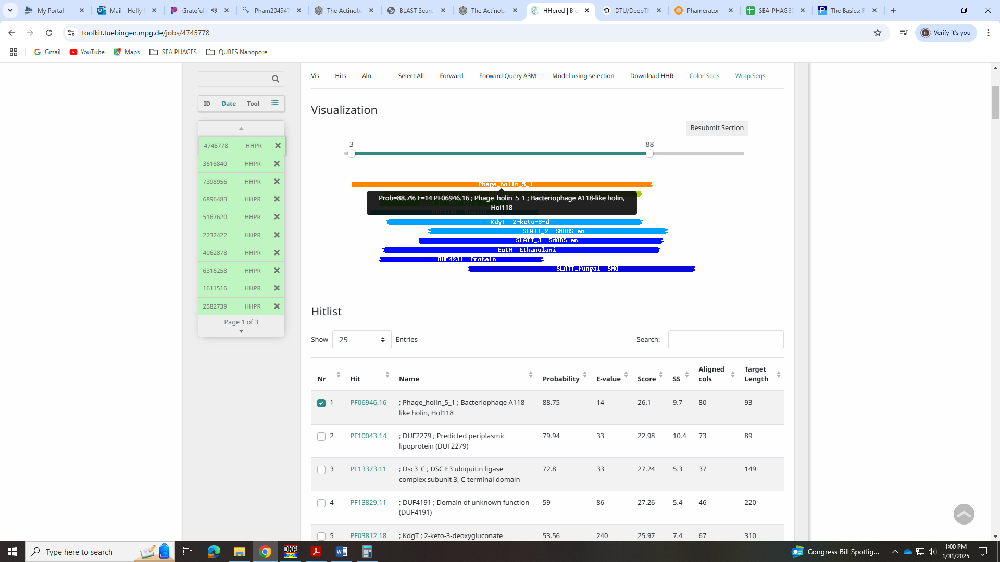 My Portal
Mail - Holly
Grateful
Pham204947
The Actinoba
BLAST Searc
The Actinoba
HHpred | Bio
DTU/DeepTM
Phamerator
SEA-PHAGES
The Basics: F
toolkit.tuebingen.mpg.de/jobs/4745778
Verify it's you
Gmail
YouTube
Maps
SEA PHAGES
QUBES Nanopore
Vis Hits Aln Select All Forward Forward Query A3M Model using selection Download HHR Color Seqs Wrap Seqs
ID Date Tool
4745778 HHPR
3618840 HHPR
7398956 HHPR
6896483 HHPR
5167620 HHPR
2232422 HHPR
4062878 HHPR
6316258 HHPR
1611516 HHPR
2582739 HHPR
Page 1 of 3
Visualization
Resubmit Section
3 88
Phage_holin_5_1
Prob=88.7% E=14 PF06946.16 ; Phage_holin_5_1 ; Bacteriophage A118-like holin,
Hol118
DUF4191 Domain
KdgT 2-keto-3-d
SLATT_2 SMODS an
SLATT_3 SMODS an
EutH Ethanolami
DUF4231 Protein
SLATT_fungal SMO
Hitlist
Show 25 Entries Search:
Nr Hit Name Probability E-value Score SS Aligned cols Target Length
1 PF06946.16 ; Phage_holin_5_1 ; Bacteriophage A118- 88.75 14 26.1 9.7 80 93
like holin, Hol118
2 PF10043.14 ; DUF2279 ; Predicted periplasmic 79.94 33 22.98 10.4 73 89
lipoprotein (DUF2279)
3 PF13373.11 ; Dsc3_C ; DSC E3 ubiquitin ligase 72.8 33 27.24 5.3 37 149
complex subunit 3, C-terminal domain
4 PF13829.11 ; DUF4191 ; Domain of unknown function 59 86 27.26 5.4 46 220
(DUF4191)
5 PF03812.18 ; KdgT ; 2-keto-3-deoxygluconate 53.56 240 25.97 7.4 67 310
Type here to search
DNA
Congress Bill Spotlig...
1:00 PM
1/31/2025